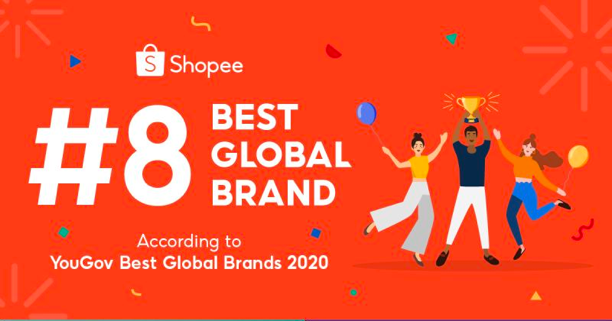 Shopee
#8
BEST
GLOBAL
BRAND
According to
YouGov Best Global Brands 2020